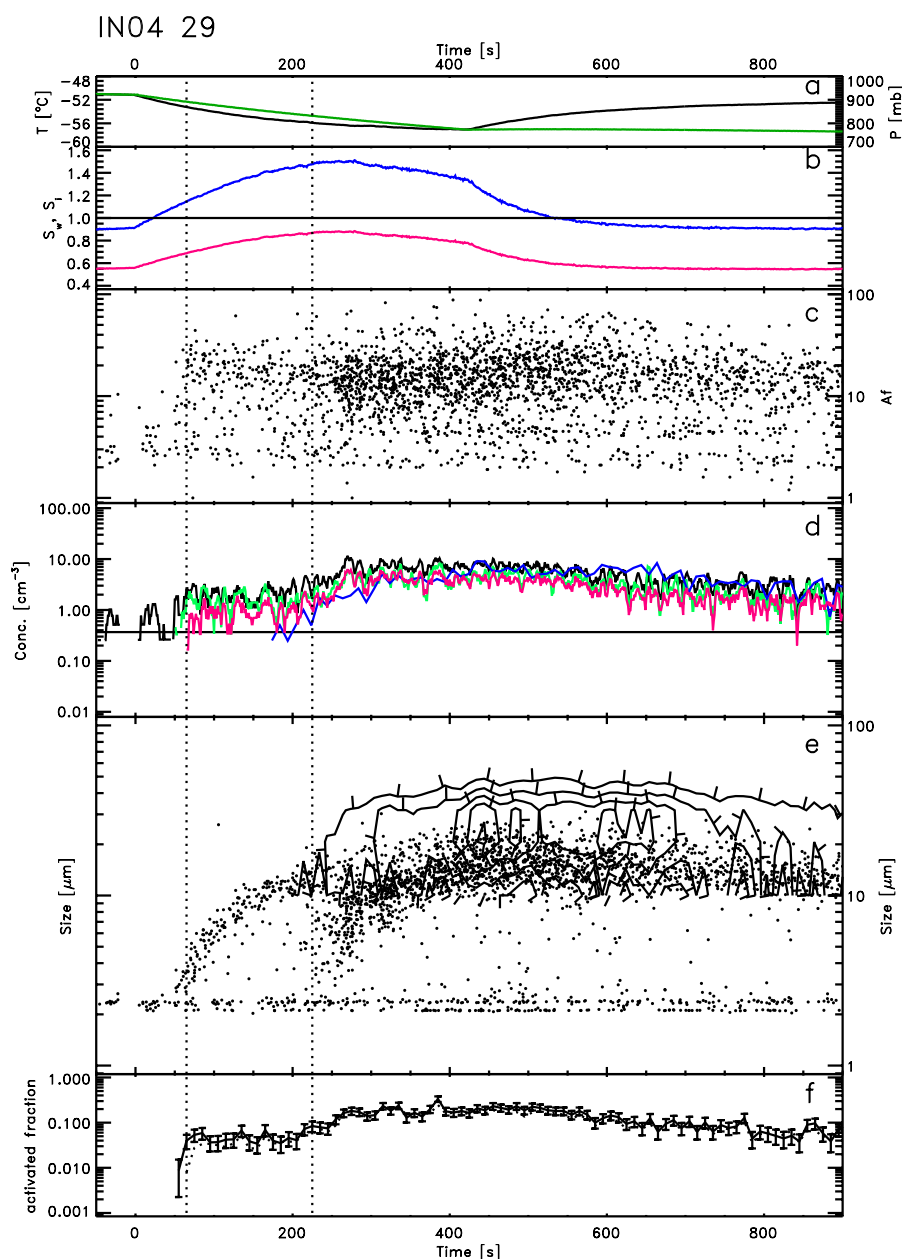 IN04 29
Time [s]
0 200 400 600 800
a
T [°C]
-48
-52
-56
-60
P [mb]
1000
900
800
700
b
S_w, S_i
1.6
1.4
1.2
1.0
0.8
0.6
0.4
c
Af
100
10
1
d
Conc. [cm⁻³]
100.00
10.00
1.00
0.10
0.01
e
Size [μm]
10
1
Size [μm]
100
10
1
f
activated fraction
1.000
0.100
0.010
0.001
0 200 400 600 800
Time [s]